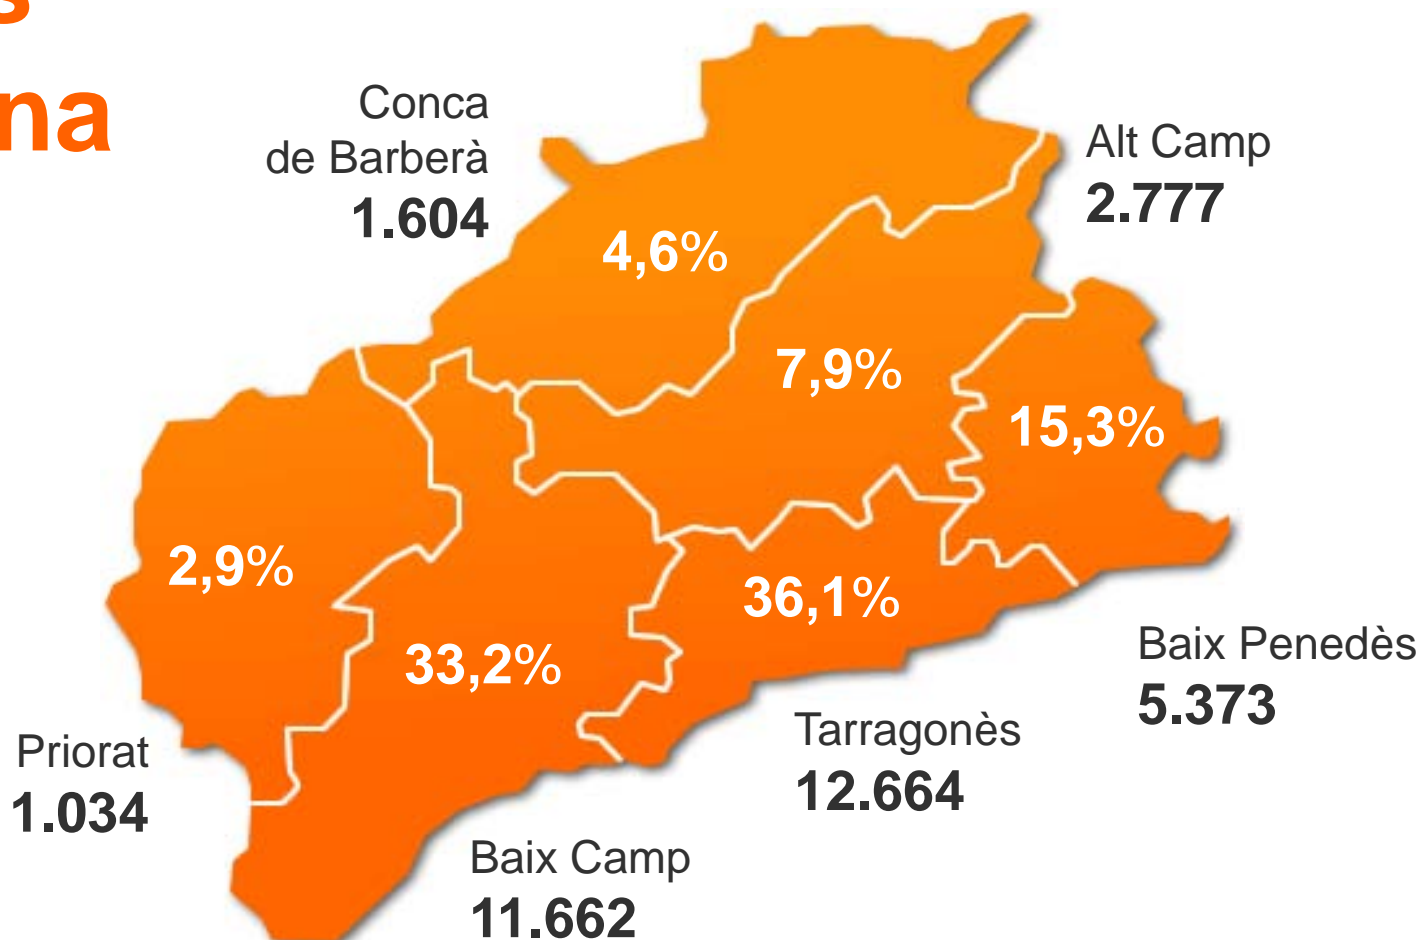 na
Conca
de Barberà
1.604
Alt Camp
2.777
4,6%
7,9%
15,3%
2,9%
36,1%
33,2%
Baix Penedès
5.373
Tarragonès
12.664
Priorat
1.034
Baix Camp
11.662